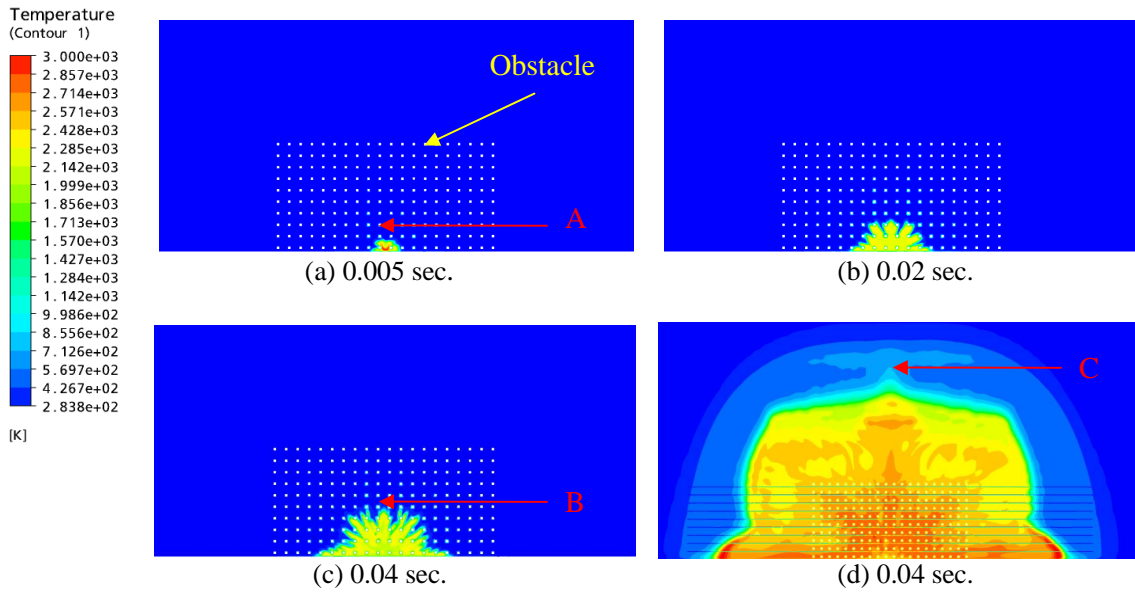 Temperature
(Contour 1)
3.000e+03
2.857e+03
2.714e+03
2.571e+03
2.428e+03
2.285e+03
2.142e+03
1.999e+03
1.856e+03
1.713e+03
1.570e+03
1.427e+03
1.284e+03
1.142e+03
9.986e+02
8.556e+02
7.126e+02
5.697e+02
4.267e+02
2.838e+02
[K]
Obstacle
A
(a) 0.005 sec.
(b) 0.02 sec.
B
(c) 0.04 sec.
C
(d) 0.04 sec.